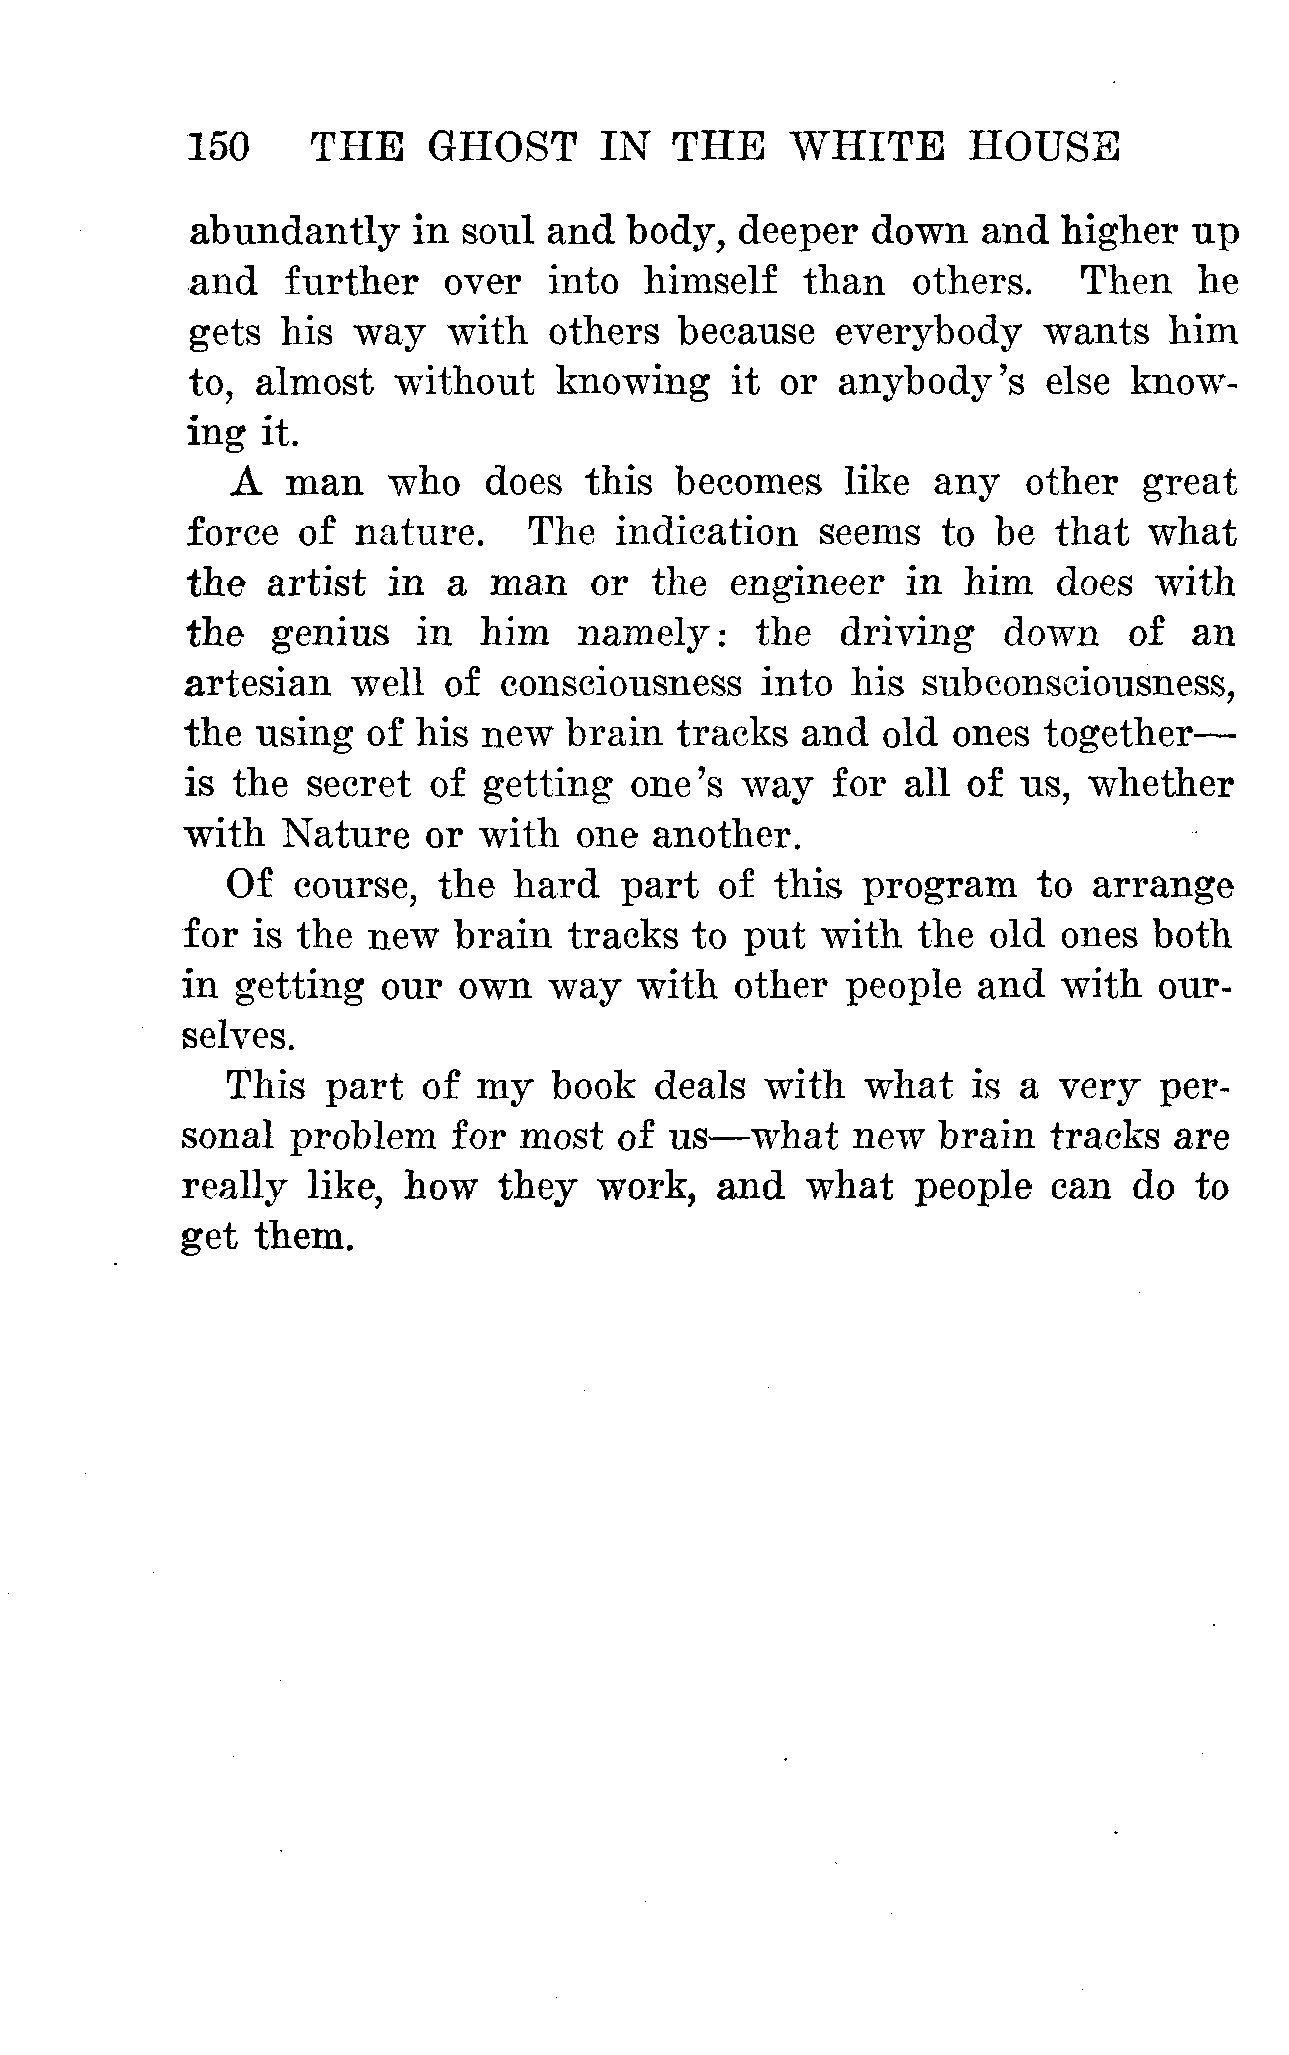 150 THE GHOST IN THE WHITE HOUSE
abundantly in soul and body, deeper down and higher up
and further over into himself than others. Then he
gets his way with others because everybody wants him
to, almost without knowing it or anybody's else know-
ing it.
A man who does this becomes like any other great
force of nature. The indication seems to be that what
the artist in a man or the engineer in him does with
the genius in him namely: the driving down of an
artesian well of consciousness into his subconsciousness,
the using of his new brain tracks and old ones together—
is the secret of getting one's way for all of us, whether
with Nature or with one another.
Of course, the hard part of this program to arrange
for is the new brain tracks to put with the old ones both
in getting our own way with other people and with our-
selves.
This part of my book deals with what is a very per-
sonal problem for most of us—what new brain tracks are
really like, how they work, and what people can do to
get them.